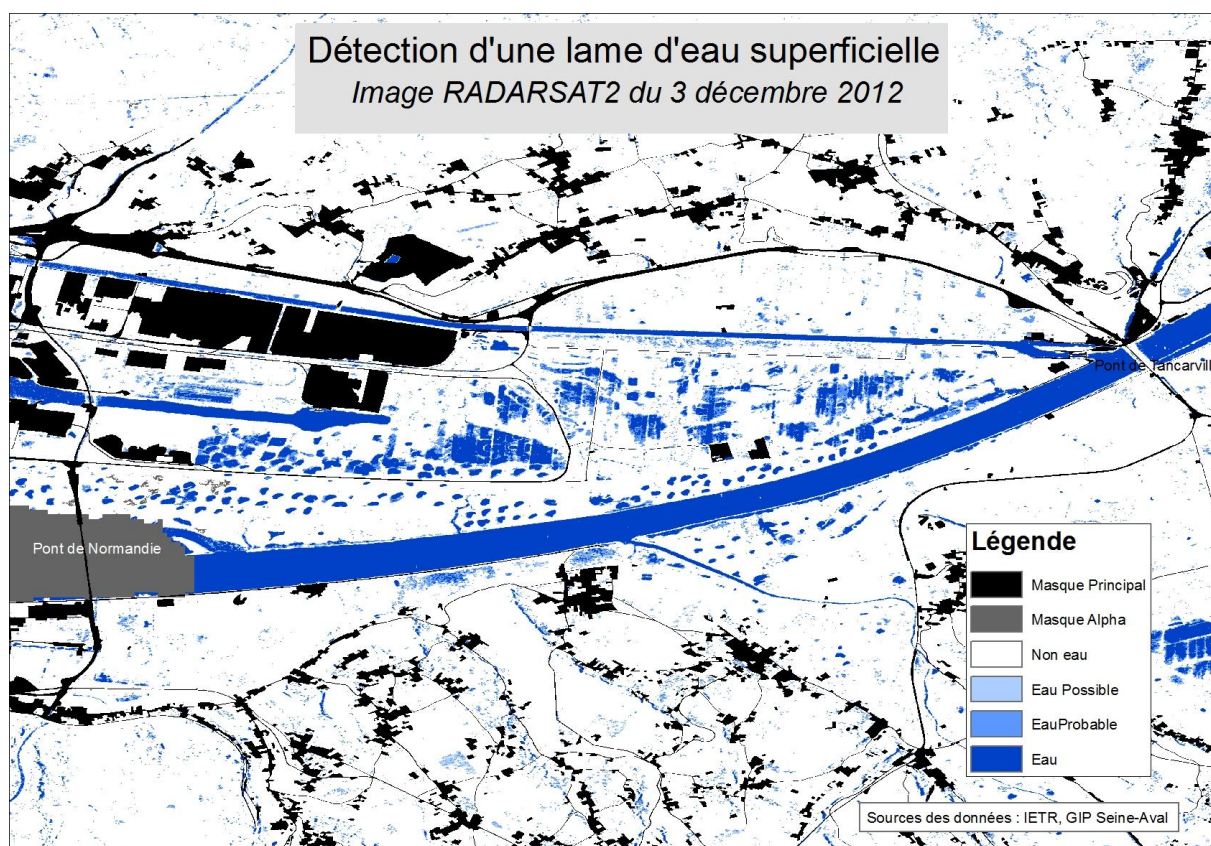 Détection d'une lame d'eau superficielle
Image RADARSAT2 du 3 décembre 2012
Pont de Tancarvill
Pont de Normandie
Légende
Masque Principal
Masque Alpha
Non eau
Eau Possible
EauProbable
Eau
Sources des données : IETR, GIP Seine-Aval